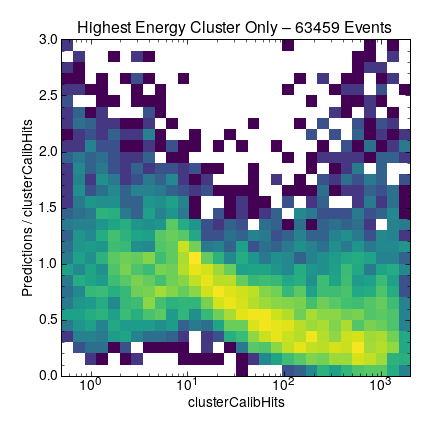 Highest Energy Cluster Only – 63459 Events
Predictions / clusterCalibHits
3.0
2.5
2.0
1.5
1.0
0.5
0.0
10⁰ 10¹ 10² 10³
clusterCalibHits